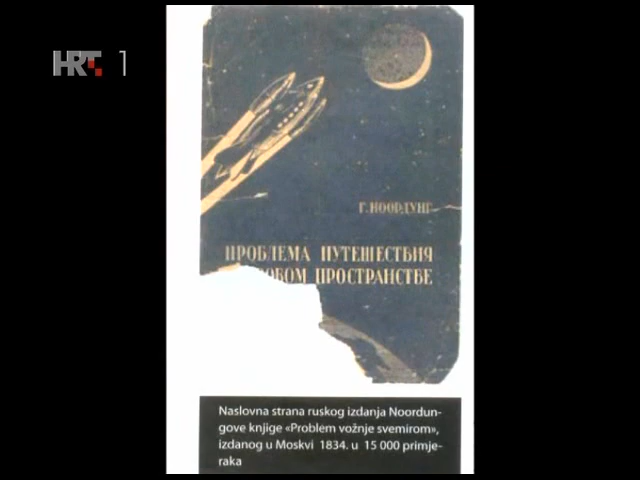 HRT 1
Г. НООРДУНГ
ПРОБЛЕМА ПУТЕШЕСТВИЯ
ПРОСТРАНСТВЕ
Naslovna strana ruskog izdanja Noordun-
gove knjige «Problem vožnje svemirom»,
izdanog u Moskvi 1834. u 15 000 primje-
raka